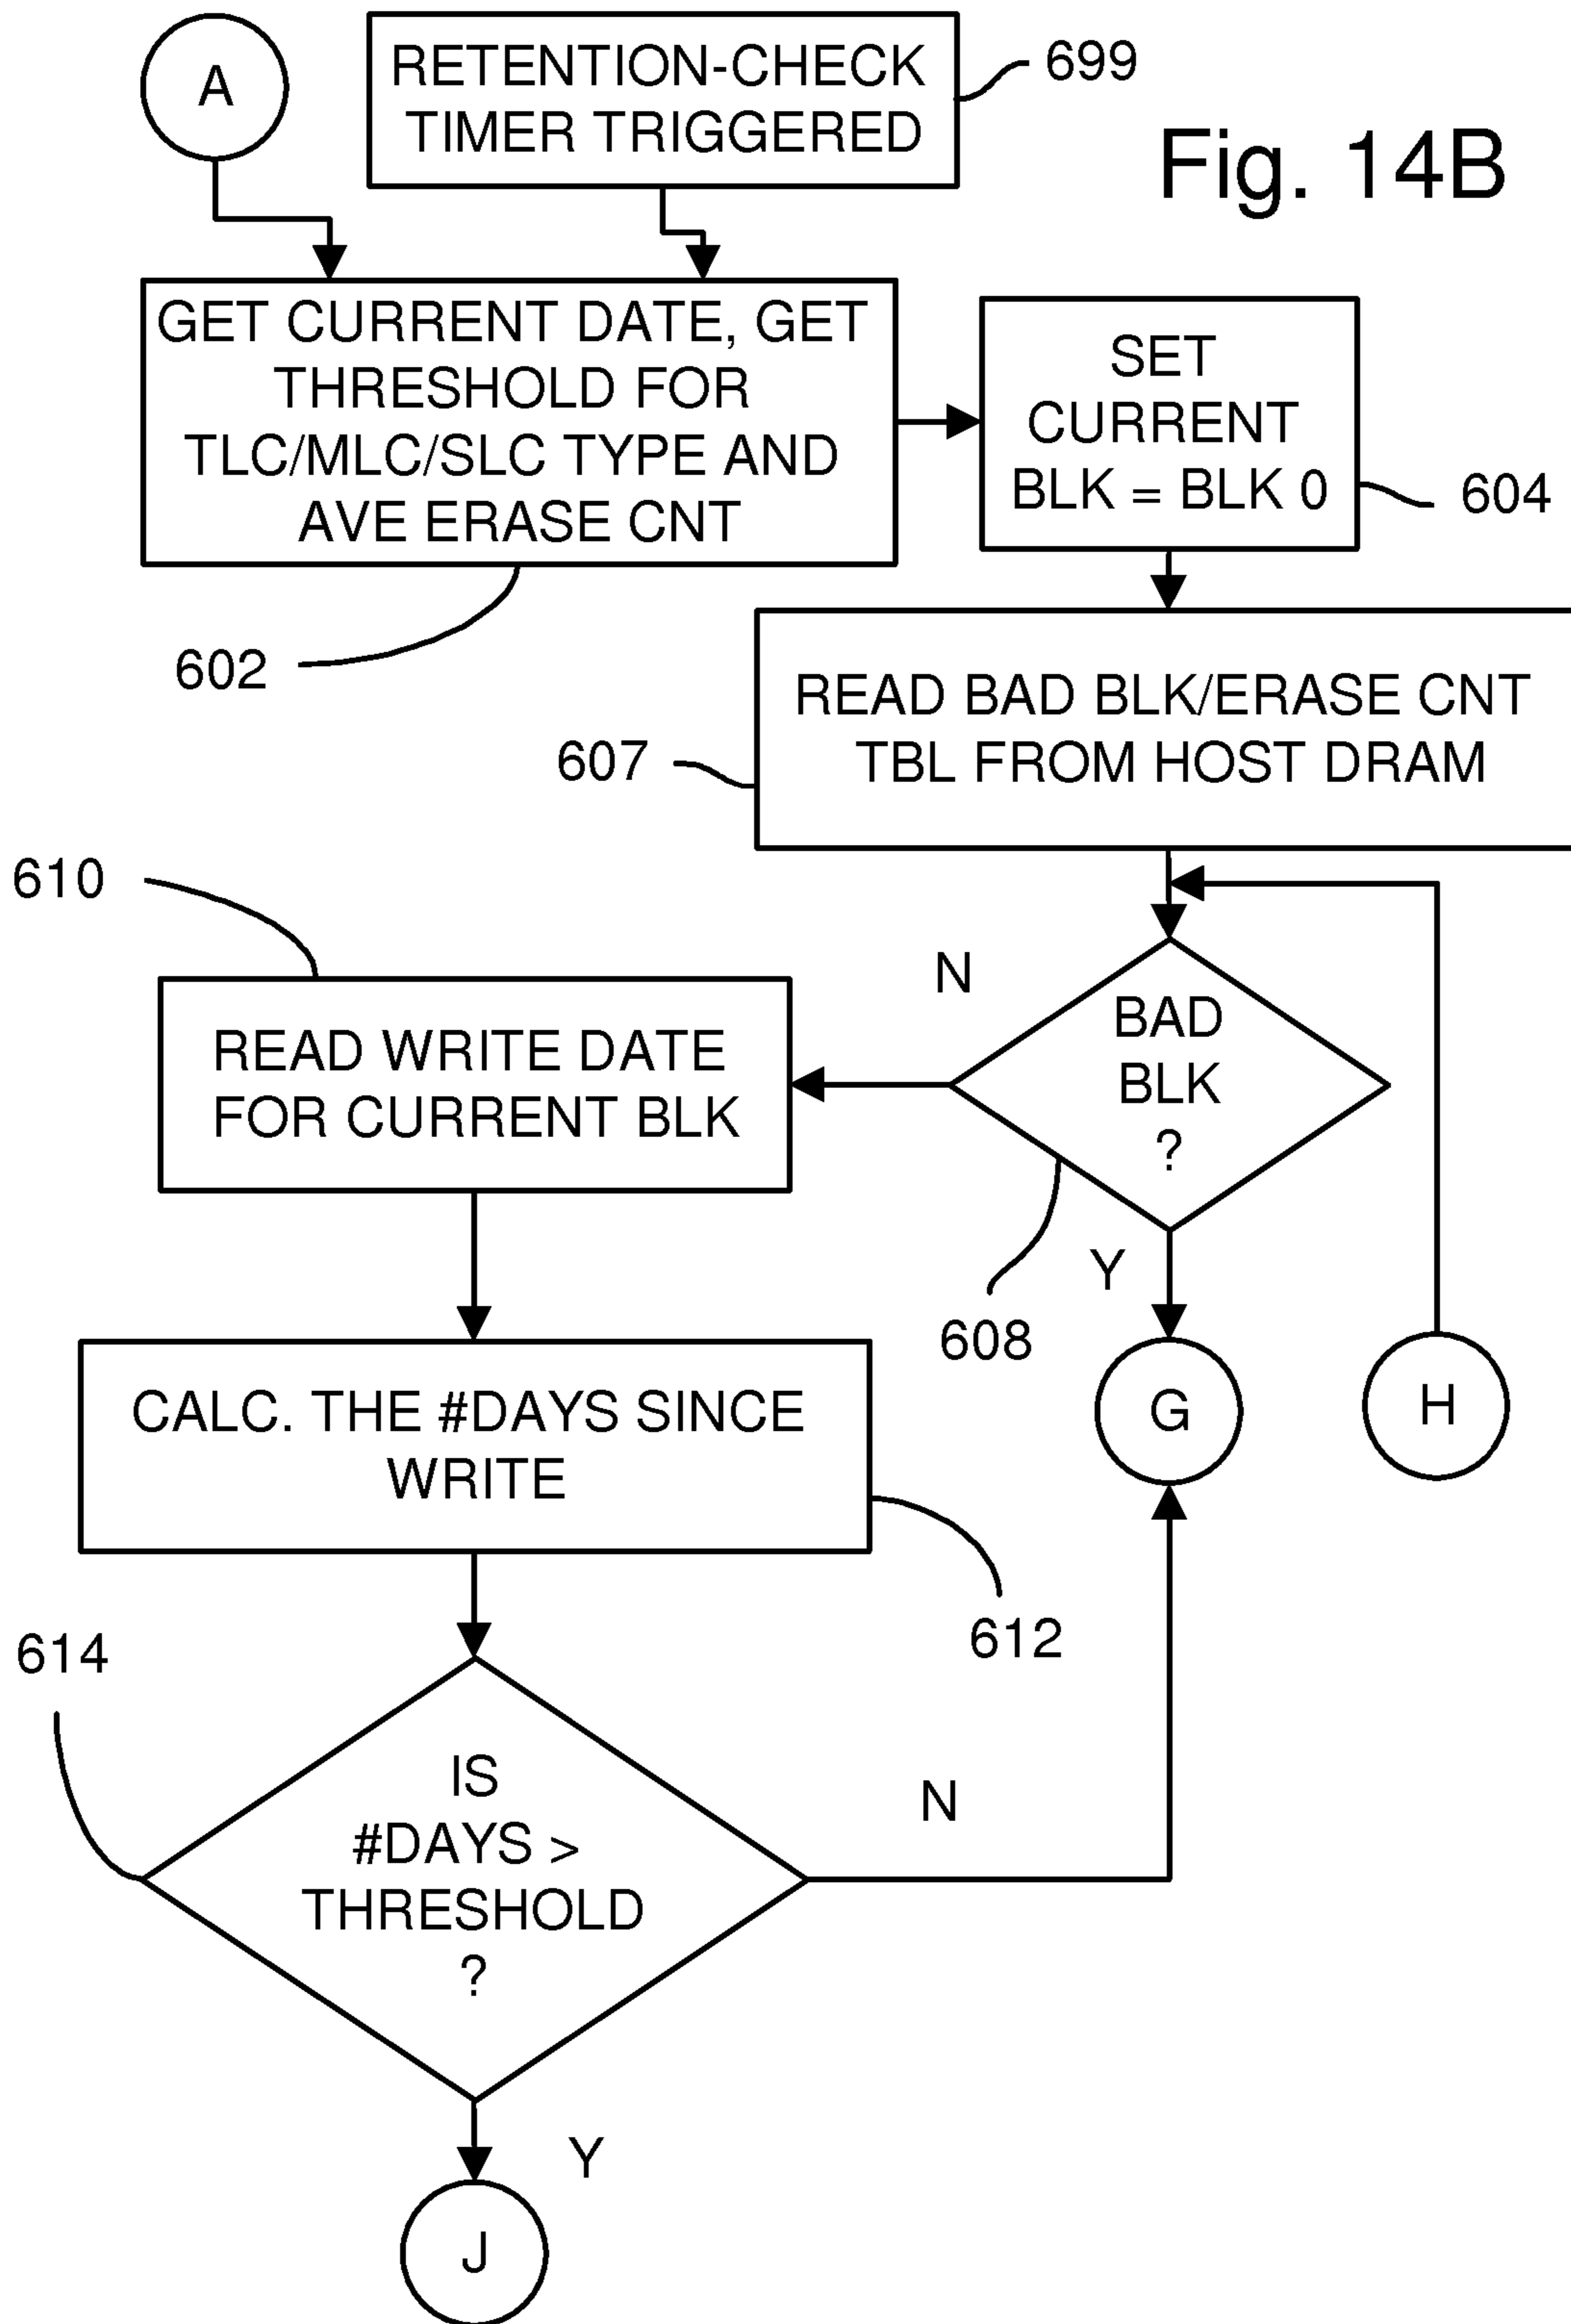 A
RETENTION-CHECK
TIMER TRIGGERED
699
Fig. 14B
GET CURRENT DATE, GET
THRESHOLD FOR
TLC/MLC/SLC TYPE AND
AVE ERASE CNT
SET
CURRENT
BLK = BLK 0
604
602
READ BAD BLK/ERASE CNT
TBL FROM HOST DRAM
607
610
N
BAD
BLK
?
READ WRITE DATE
FOR CURRENT BLK
Y
608
G
H
CALC. THE #DAYS SINCE
WRITE
612
614
IS
#DAYS >
THRESHOLD
?
N
Y
J